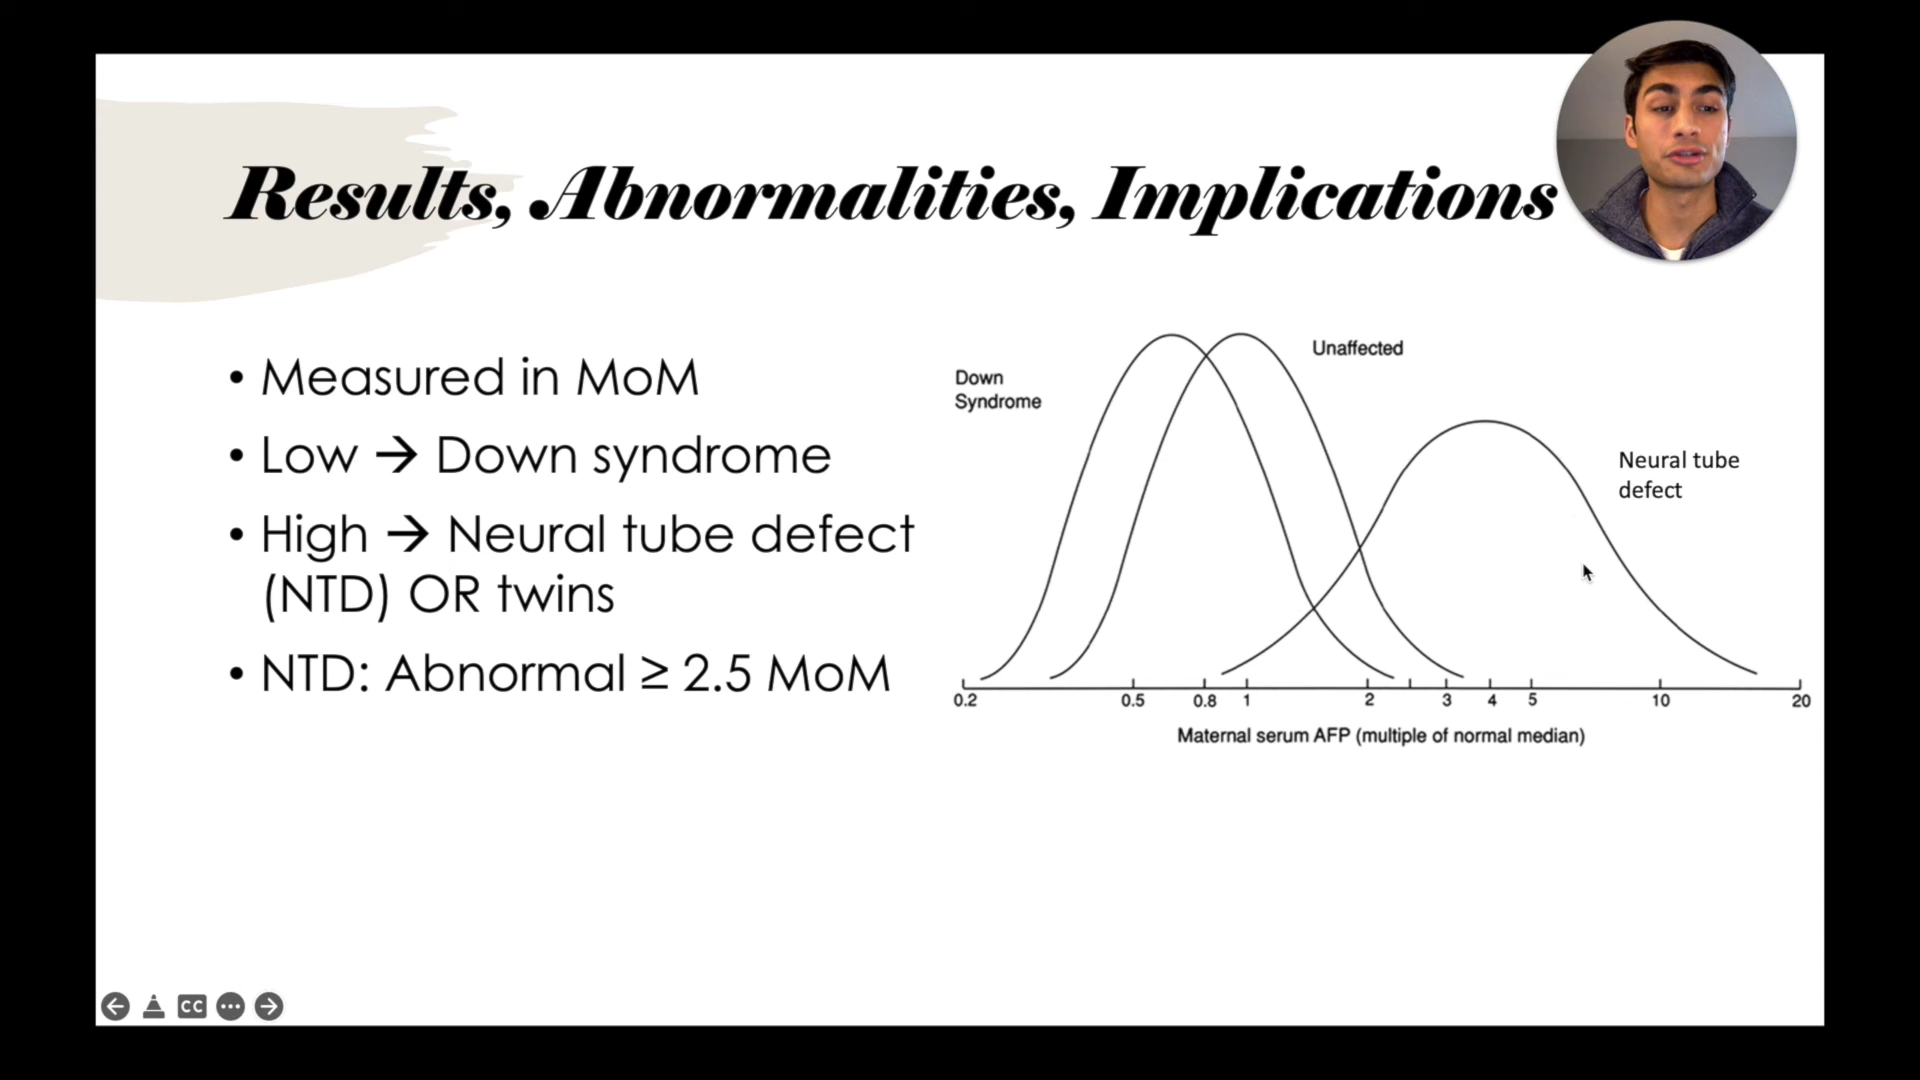 Results, Abnormalities, Implications
• Measured in MoM
• Low → Down syndrome
• High → Neural tube defect
(NTD) OR twins
• NTD: Abnormal ≥ 2.5 MoM
Down
Syndrome
Unaffected
Neural tube
defect
0.2 0.5 0.8 1 2 3 4 5 10 20
Maternal serum AFP (multiple of normal median)
CC